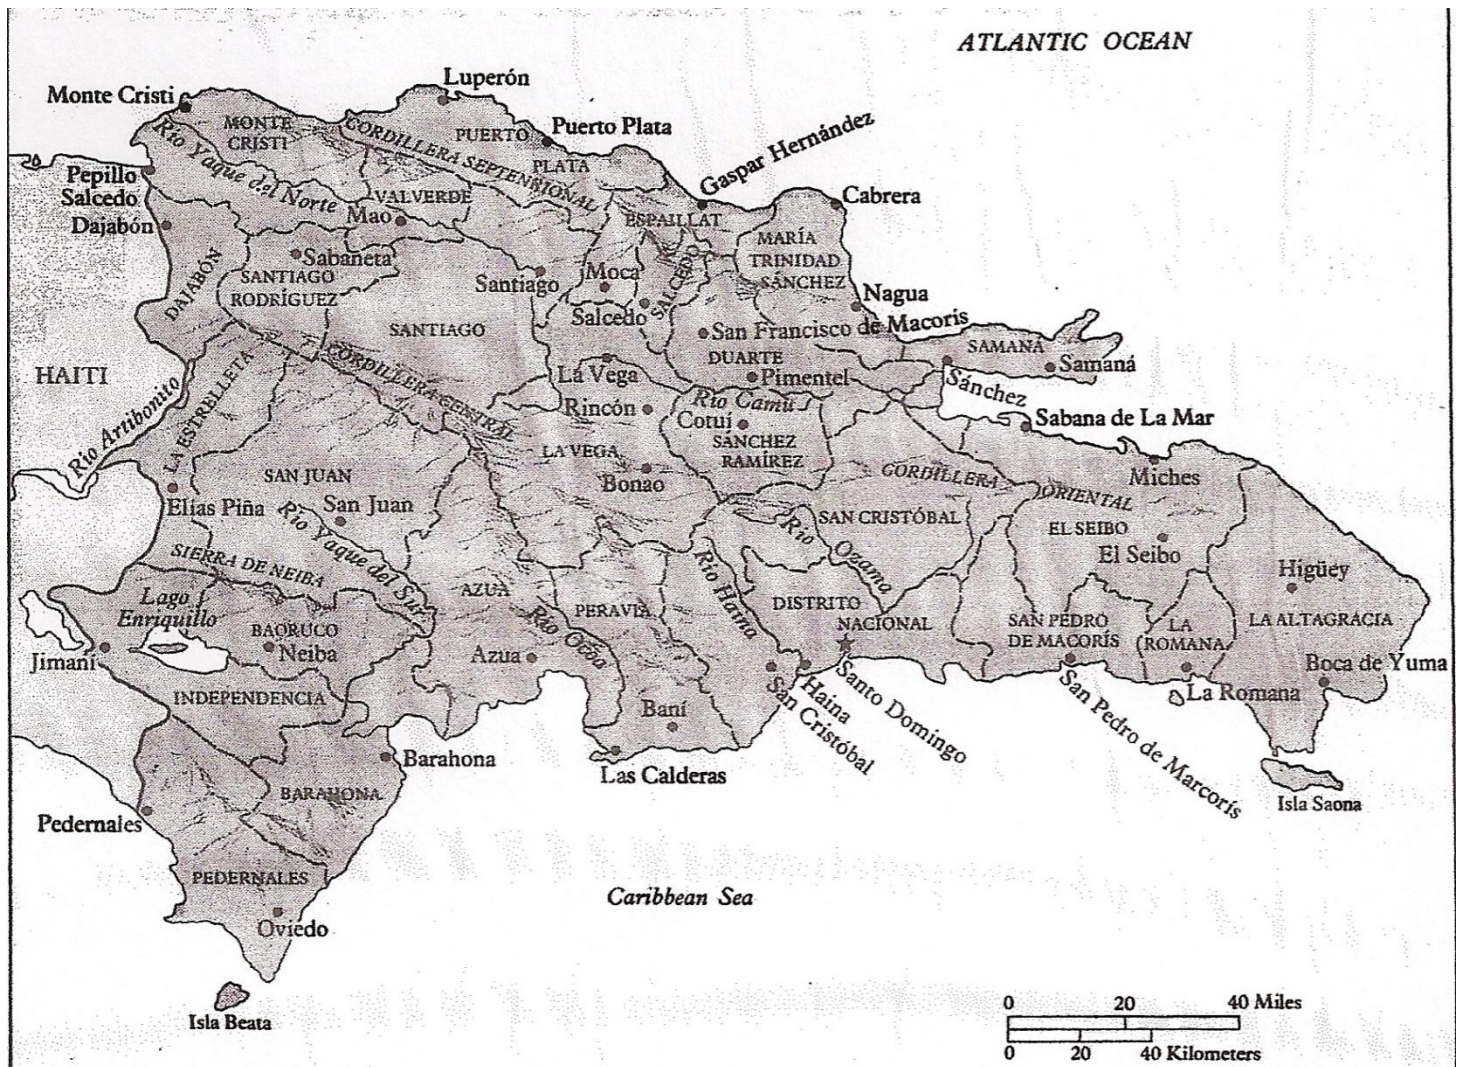 ATLANTIC OCEAN
Luperón
Monte Cristi
MONTE
CRISTI
CORDILLERA SEPTENRIONAL
PUERTO
PLATA
Puerto Plata
Gaspar Hernández
Río Yaque del Norte
Pepillo
Salcedo
VALVERDE
Cabrera
Dajabón
Mao
ESPAILLAT
MARÍA
TRINIDAD
SÁNCHEZ
DAJABÓN
Sabaneta
SANTIAGO
RODRÍGUEZ
Santiago
Moca
SALCEDO
Nagua
Salcedo
San Francisco de Macorís
SANTIAGO
DUARTE
SAMANÁ
Samaná
HAITI
CORDILLERA CENTRAL
La Vega
Pimentel
Sánchez
Río Artibonito
LA ESTRELLETA
Rincón
Río Camú
Cotuí
Sabana de La Mar
SÁNCHEZ
RAMÍREZ
LA VEGA
SAN JUAN
Bonao
CORDILLERA ORIENTAL
Miches
Elías Piña
San Juan
Río Yaque del Sur
Río Ozama
SAN CRISTÓBAL
EL SEIBO
El Seibo
SIERRA DE NEIBA
Río Haina
Higüey
Lago
Enriquillo
AZUA
PERAVIA
DISTRITO
NACIONAL
SAN PEDRO
DE MACORÍS
LA
ROMANA
LA ALTAGRACIA
BAORUCO
Neiba
Río Ocoa
Jimaní
Azua
Boca de Yuma
INDEPENDENCIA
Baní
Haina
San Cristóbal
Santo Domingo
San Pedro de Marcorís
La Romana
Barahona
Las Calderas
BARAHONA
Isla Saona
Pedernales
PEDERNALES
Caribbean Sea
Oviedo
Isla Beata
0 20 40 Miles
0 20 40 Kilometers